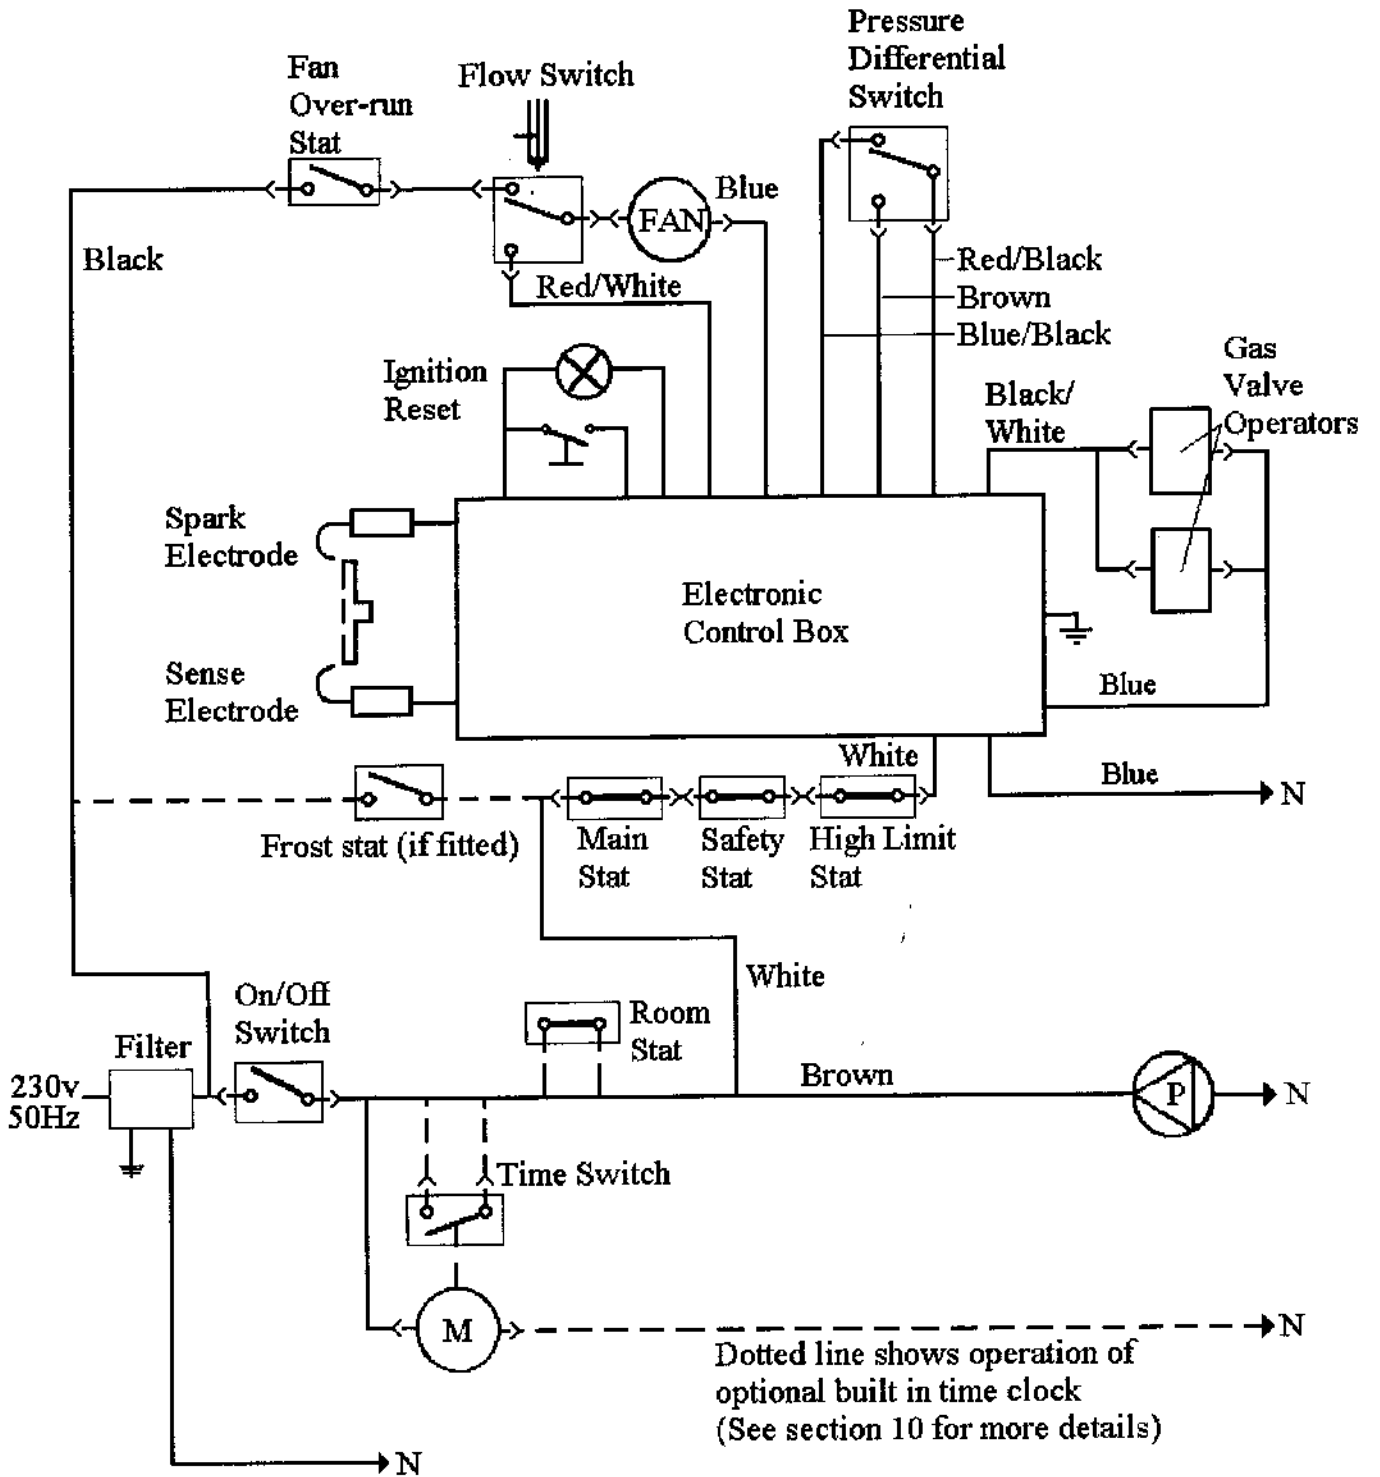 Pressure
Differential
Switch
Fan
Over-run
Stat
Flow Switch
Blue
FAN
Black
Red/White
Red/Black
Brown
Blue/Black
Ignition
Reset
Gas
Valve
Operators
Black/
White
Spark
Electrode
Electronic
Control Box
Sense
Electrode
Blue
White
Blue
N
Frost stat (if fitted)
Main
Stat
Safety
Stat
High Limit
Stat
White
On/Off
Switch
Room
Stat
Filter
230v
50Hz
Brown
P
N
Time Switch
M
N
Dotted line shows operation of
optional built in time clock
(See section 10 for more details)
N